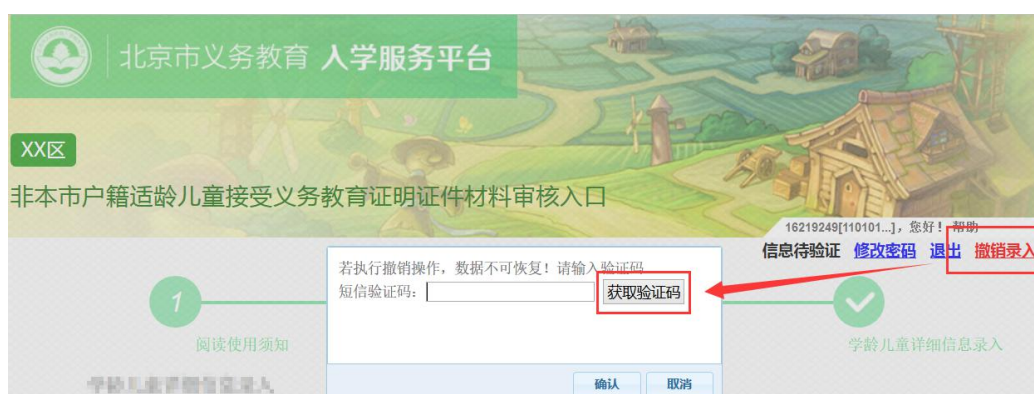 北京市义务教育 入学服务平台
XX区
非本市户籍适龄儿童接受义务教育证明证件材料审核入口
16219249[110101...]，您好！ 帮助
信息待验证 修改密码 退出 撤销录入
若执行撤销操作，数据不可恢复！请输入验证码
短信验证码： 获取验证码
1
阅读使用须知
学龄儿童详细信息录入
确认 取消